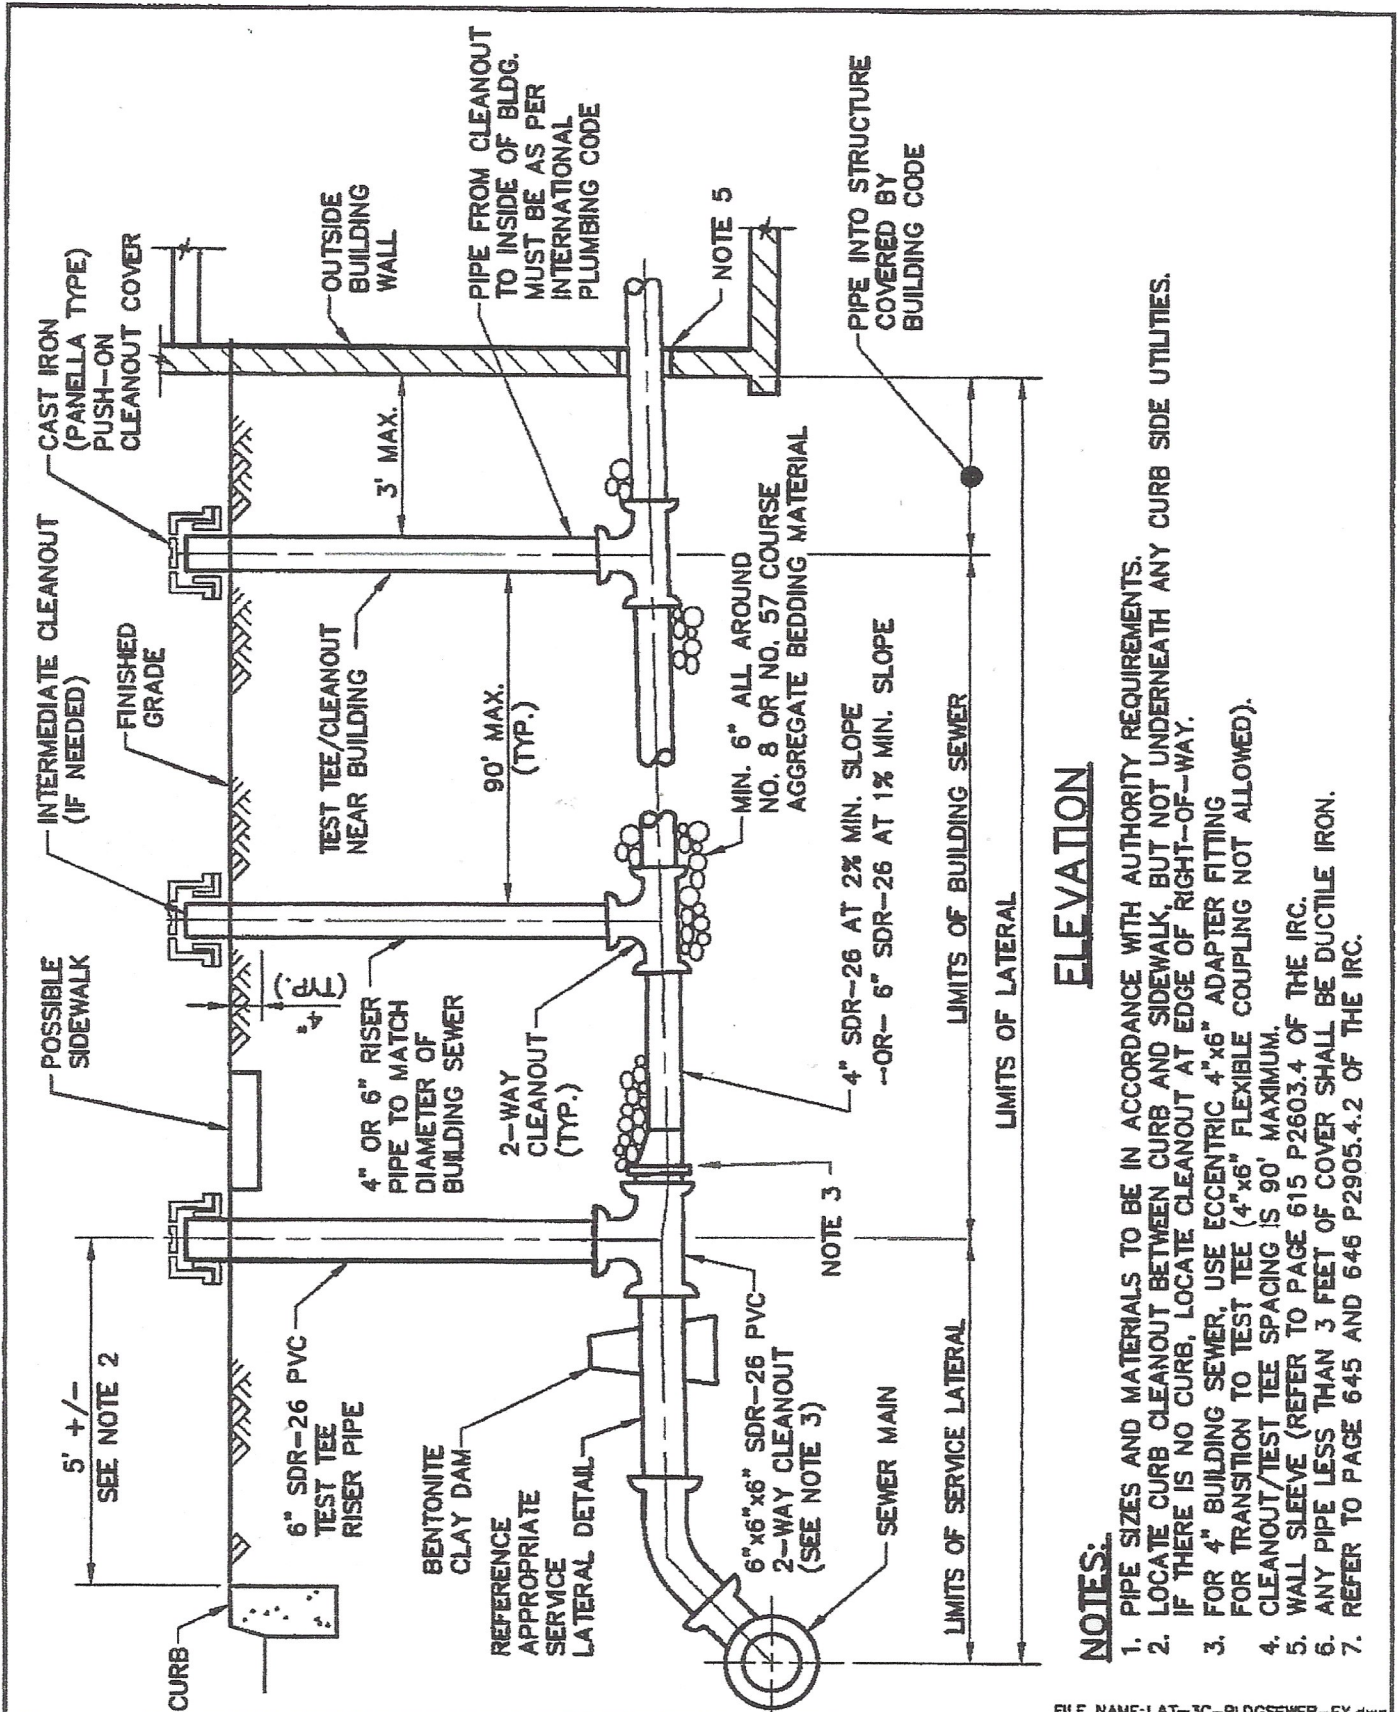 CURB
5' +/-
SEE NOTE 2
POSSIBLE
SIDEWALK
INTERMEDIATE CLEANOUT
(IF NEEDED)
FINISHED
GRADE
CAST IRON
(PANELLA TYPE)
PUSH-ON
CLEANOUT COVER
OUTSIDE
BUILDING
WALL
6" SDR-26 PVC
TEST TEE
RISER PIPE
4"
(TYP.)
4" OR 6" RISER
PIPE TO MATCH
DIAMETER OF
BUILDING SEWER
TEST TEE/CLEANOUT
NEAR BUILDING
3' MAX.
90' MAX.
(TYP.)
PIPE FROM CLEANOUT
TO INSIDE OF BLDG.
MUST BE AS PER
INTERNATIONAL
PLUMBING CODE
BENTONITE
CLAY DAM
REFERENCE
APPROPRIATE
SERVICE
LATERAL DETAIL
2-WAY
CLEANOUT
(TYP.)
NOTE 5
6"x6"x6" SDR-26 PVC
2-WAY CLEANOUT
(SEE NOTE 3)
NOTE 3
MIN. 6" ALL AROUND
NO. 8 OR NO. 57 COURSE
AGGREGATE BEDDING MATERIAL
4" SDR-26 AT 2% MIN. SLOPE
-OR- 6" SDR-26 AT 1% MIN. SLOPE
PIPE INTO STRUCTURE
COVERED BY
BUILDING CODE
SEWER MAIN
LIMITS OF SERVICE LATERAL
LIMITS OF BUILDING SEWER
LIMITS OF LATERAL
ELEVATION
NOTES:
1. PIPE SIZES AND MATERIALS TO BE IN ACCORDANCE WITH AUTHORITY REQUIREMENTS.
2. LOCATE CURB CLEANOUT BETWEEN CURB AND SIDEWALK, BUT NOT UNDERNEATH ANY CURB SIDE UTILITIES.
IF THERE IS NO CURB, LOCATE CLEANOUT AT EDGE OF RIGHT-OF-WAY.
3. FOR 4" BUILDING SEWER, USE ECCENTRIC 4"x6" ADAPTER FITTING
FOR TRANSITION TO TEST TEE (4"x6" FLEXIBLE COUPLING NOT ALLOWED).
4. CLEANOUT/TEST TEE SPACING IS 90' MAXIMUM.
5. WALL SLEEVE (REFER TO PAGE 615 P2603.4 OF THE IRC.
6. ANY PIPE LESS THAN 3 FEET OF COVER SHALL BE DUCTILE IRON.
7. REFER TO PAGE 645 AND 646 P2905.4.2 OF THE IRC.